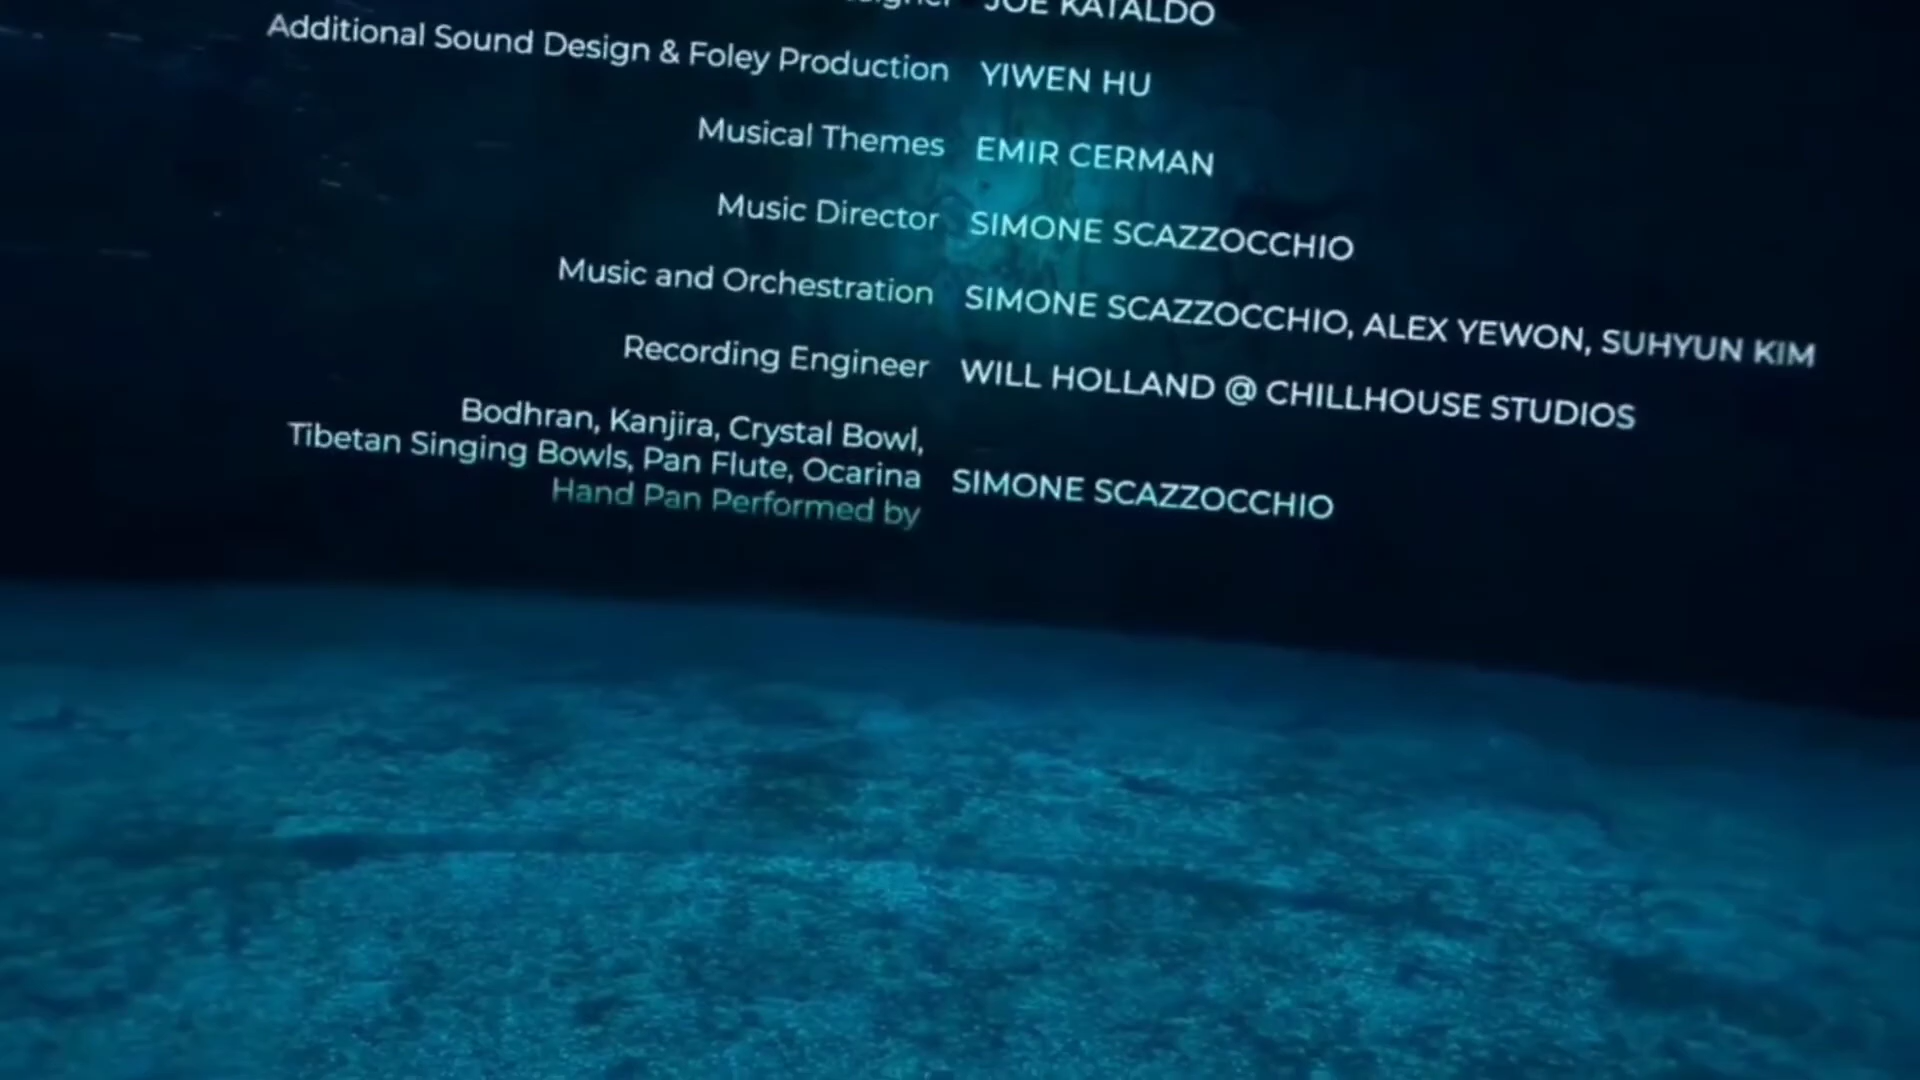 JOE KATALDO
Additional Sound Design & Foley Production YIWEN HU
Musical Themes EMIR CERMAN
Music Director SIMONE SCAZZOCCHIO
Music and Orchestration SIMONE SCAZZOCCHIO, ALEX YEWON, SUHYUN KIM
Recording Engineer WILL HOLLAND @ CHILLHOUSE STUDIOS
Bodhran, Kanjira, Crystal Bowl,
Tibetan Singing Bowls, Pan Flute, Ocarina
Hand Pan Performed by
SIMONE SCAZZOCCHIO